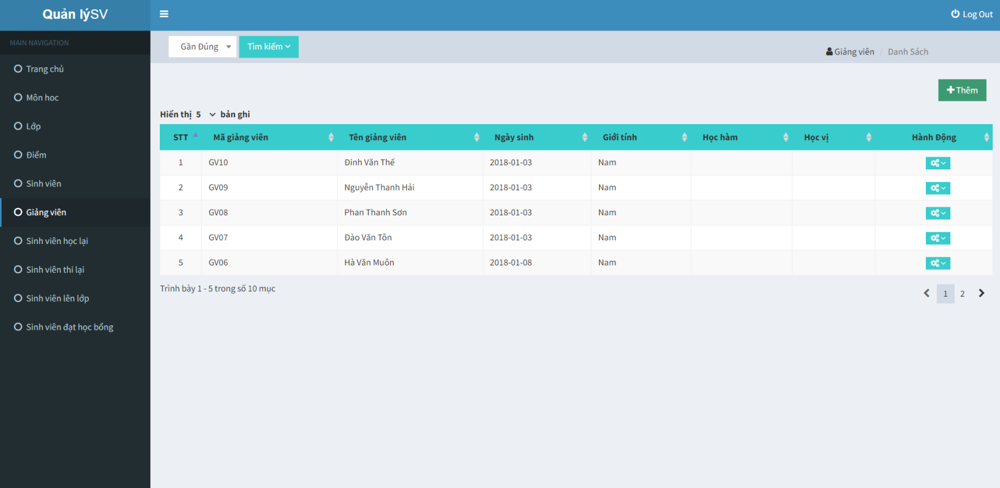 Quản lýSV
Log Out
MAIN NAVIGATION
Trang chủ
Môn học
Lớp
Điểm
Sinh viên
Giảng viên
Sinh viên học lại
Sinh viên thi lại
Sinh viên lên lớp
Sinh viên đạt học bổng
Gần Đúng Tìm kiếm
Giảng viên / Danh Sách
Thêm
Hiển thị 5 bản ghi
STT Mã giảng viên Tên giảng viên Ngày sinh Giới tính Học hàm Học vị Hành Động
1 GV10 Đinh Văn Thế 2018-01-03 Nam
2 GV09 Nguyễn Thanh Hải 2018-01-03 Nam
3 GV08 Phan Thanh Sơn 2018-01-03 Nam
4 GV07 Đào Văn Tôn 2018-01-03 Nam
5 GV06 Hà Văn Muôn 2018-01-08 Nam
Trình bày 1 - 5 trong số 10 mục
1 2